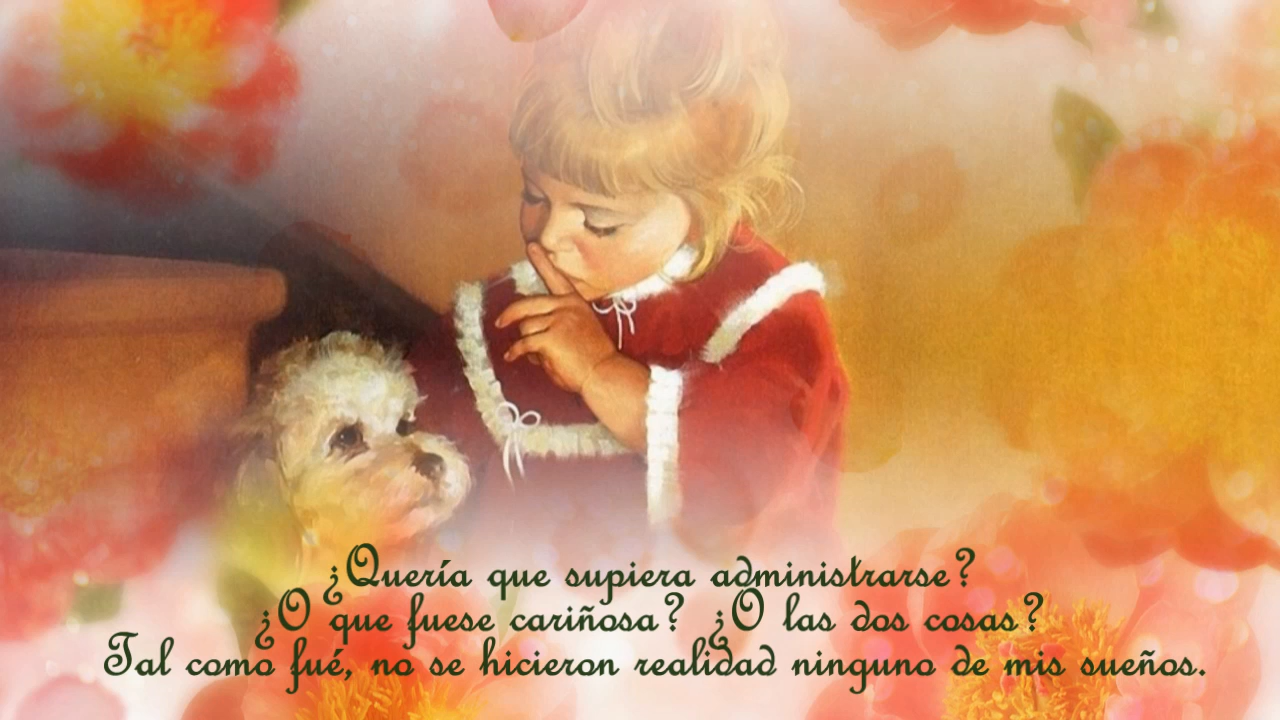 ¿Quería que supiera administrarse?
¿O que fuese cariñosa? ¿O las dos cosas?
Tal como fué, no se hicieron realidad ninguno de mis sueños.